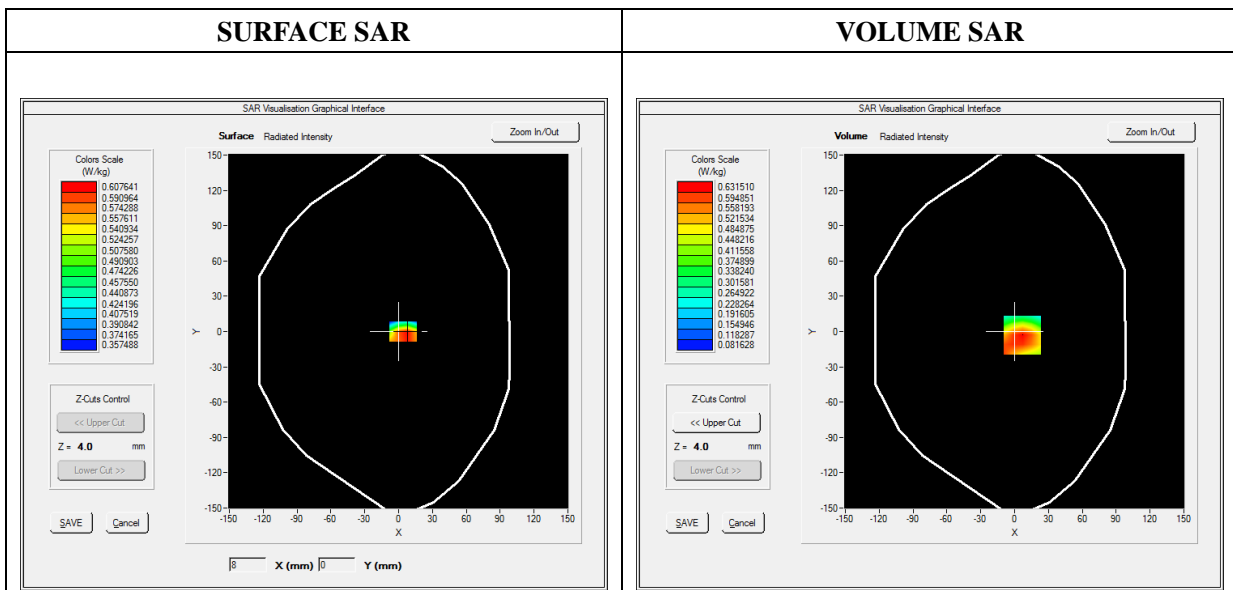 SURFACE SAR
VOLUME SAR
SAR Visualisation Graphical Interface
Surface Radiated Intensity
Zoom In/Out
Colors Scale
(W/kg)
0.607641
0.590964
0.574288
0.557611
0.540934
0.524257
0.507580
0.490903
0.474226
0.457550
0.440873
0.424196
0.407519
0.390842
0.374165
0.357488
Z-Cuts Control
<< Upper Cut
Z = 4.0 mm
Lower Cut >>
SAVE Cancel
150
120
90
60
30
0
-30
-60
-90
-120
-150
Y
-150 -120 -90 -60 -30 0 30 60 90 120 150
X
8 X (mm) 0 Y (mm)
SAR Visualisation Graphical Interface
Volume Radiated Intensity
Zoom In/Out
Colors Scale
(W/kg)
0.631510
0.594851
0.558193
0.521534
0.484875
0.448216
0.411558
0.374899
0.338240
0.301581
0.264922
0.228264
0.191605
0.154946
0.118287
0.081628
Z-Cuts Control
<< Upper Cut
Z = 4.0 mm
Lower Cut >>
SAVE Cancel
150
120
90
60
30
0
-30
-60
-90
-120
-150
Y
-150 -120 -90 -60 -30 0 30 60 90 120 150
X